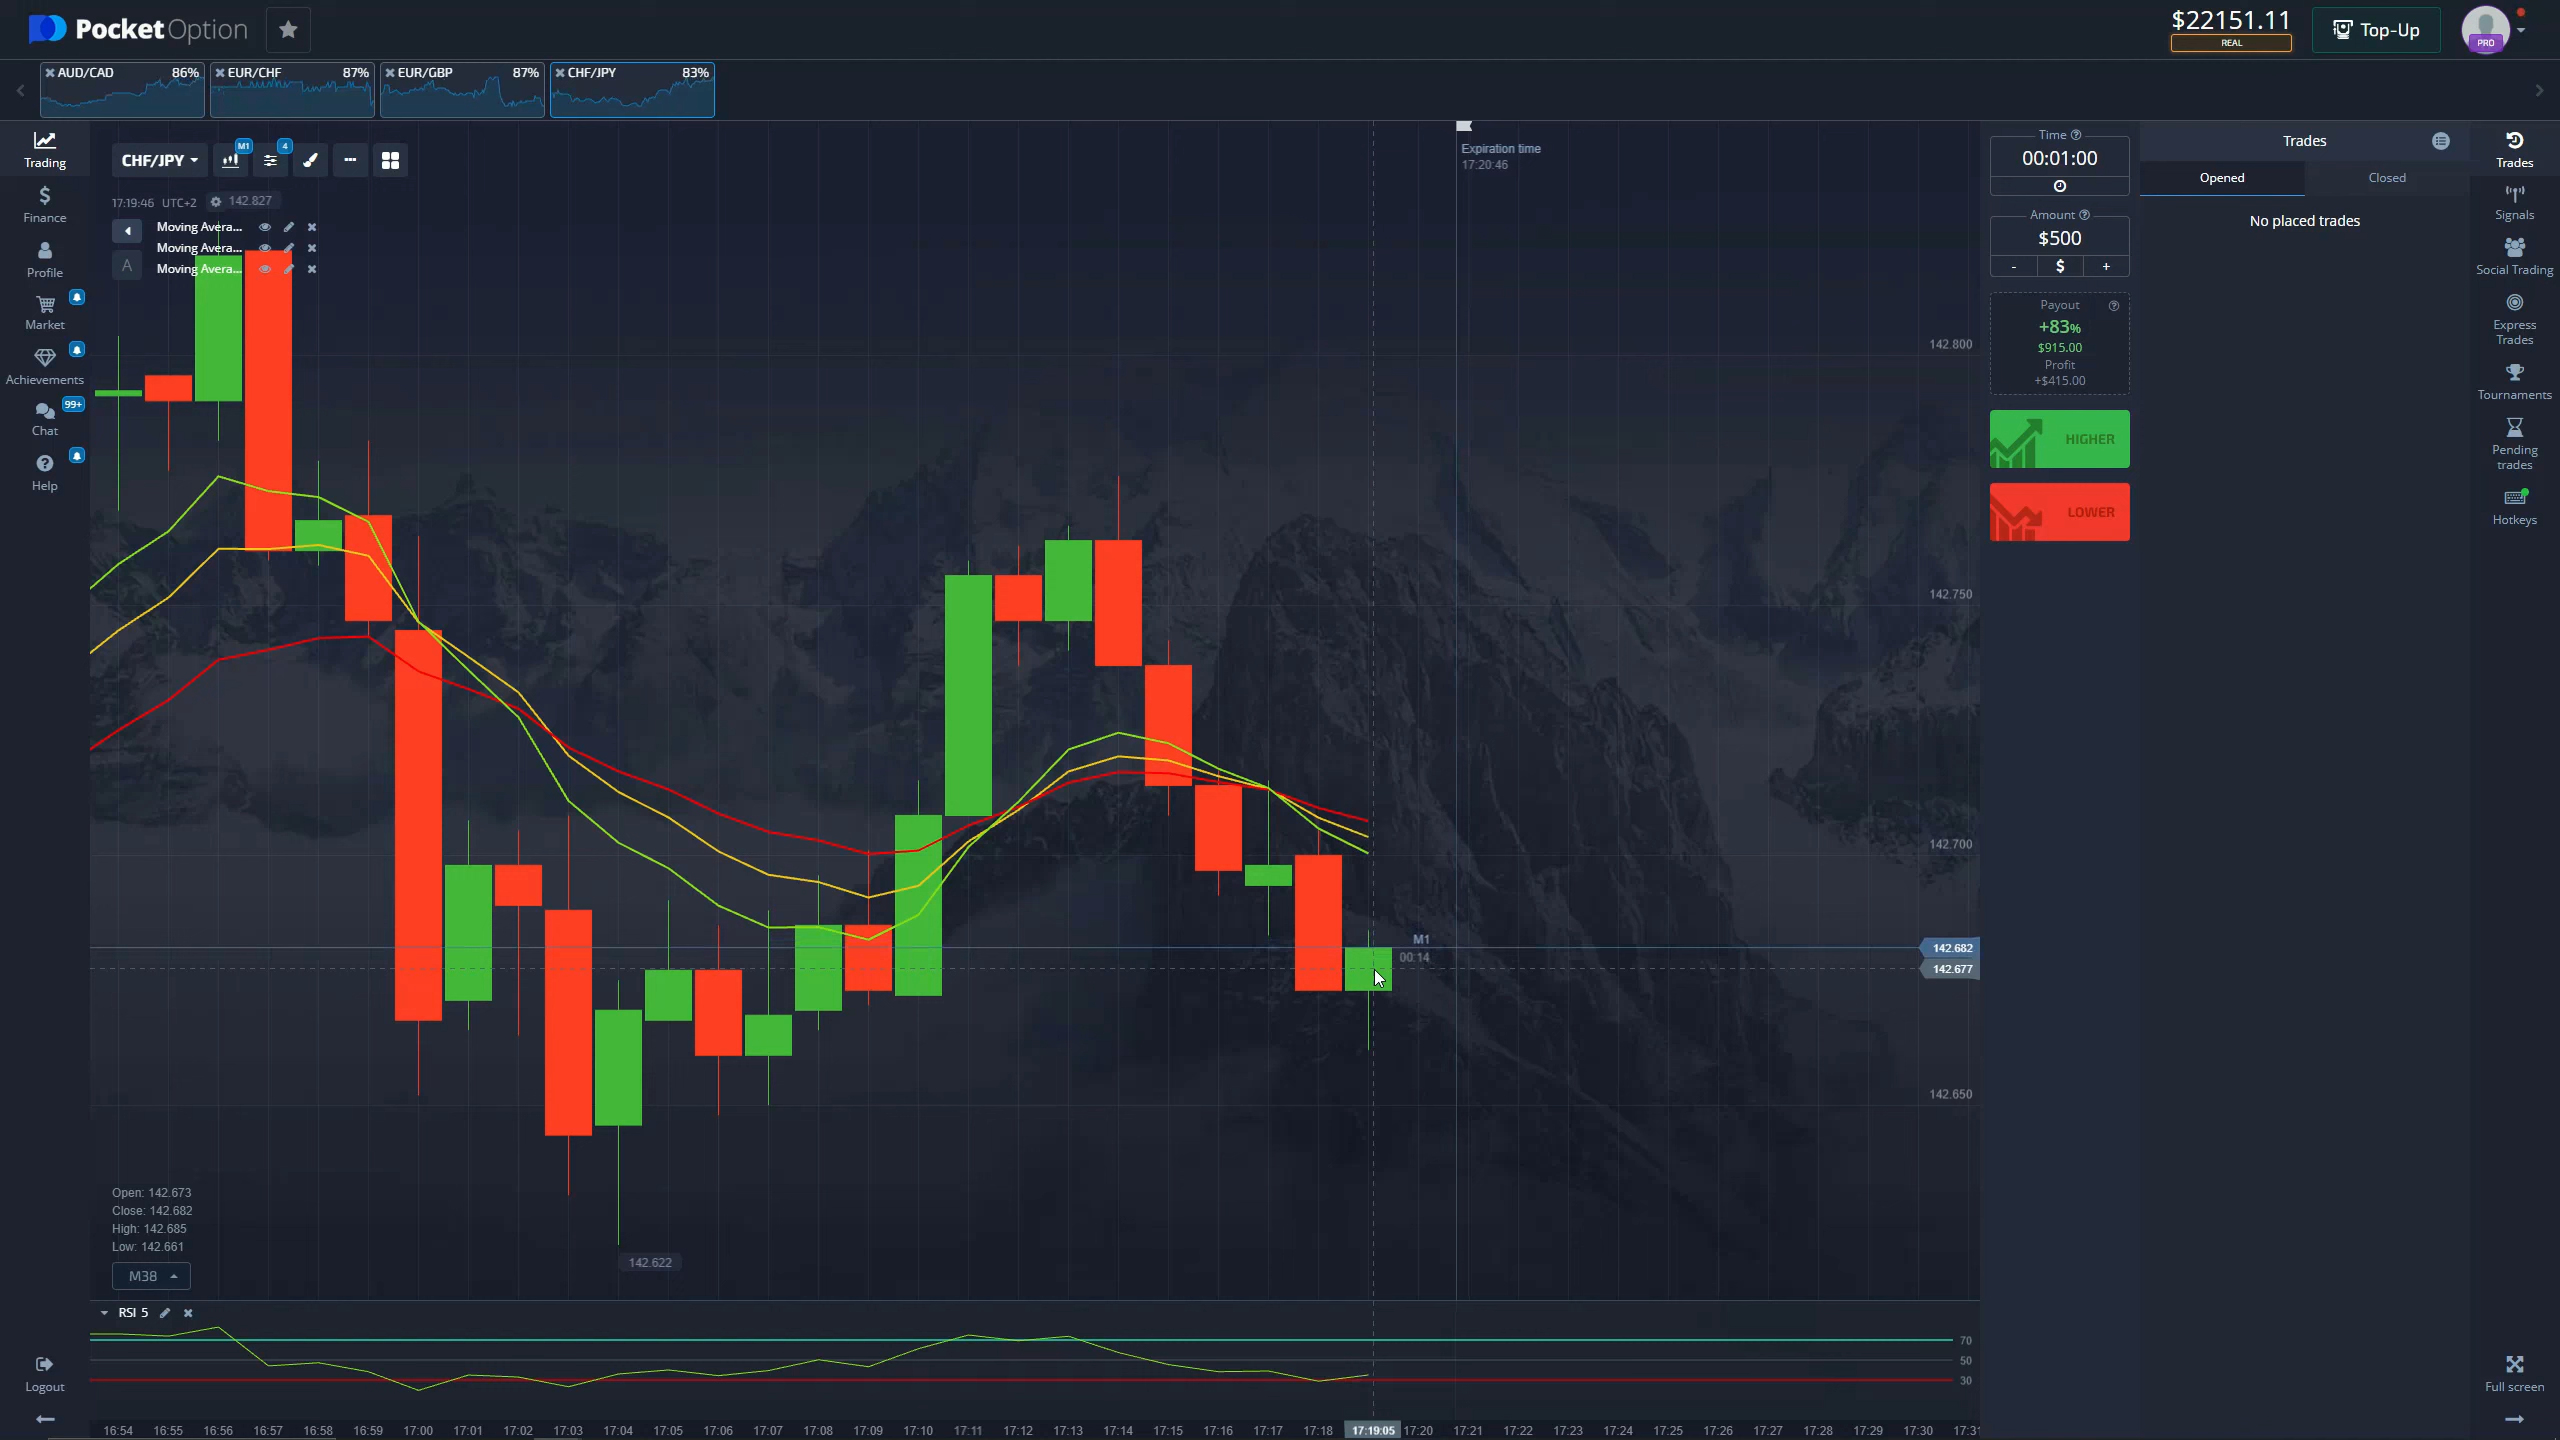 PocketOption
$22151.11
REAL
Top-Up
PRO
AUD/CAD 86%
EUR/CHF 87%
EUR/GBP 87%
CHF/JPY 83%
Trading
Finance
Profile
Market
Achievements
99+
Chat
Help
Logout
CHF/JPY
M1
4
17:19:46 UTC+2
142.827
Moving Avera...
Moving Avera...
Moving Avera...
A
Expiration time
17:20:46
142.800
142.750
142.700
142.682
142.677
142.650
M1
00:14
142.622
Open: 142.673
Close: 142.682
High: 142.685
Low: 142.661
M38
RSI 5
70
50
30
16:54 16:55 16:56 16:57 16:58 16:59 17:00 17:01 17:02 17:03 17:04 17:05 17:06 17:07 17:08 17:09 17:10 17:11 17:12 17:13 17:14 17:15 17:16 17:17 17:18 17:19:05 17:20 17:21 17:22 17:23 17:24 17:25 17:26 17:27 17:28 17:29 17:30 17:31
Time
00:01:00
Amount
$500
- $ +
Payout
+83%
$915.00
Profit
+$415.00
HIGHER
LOWER
Trades
Opened Closed
No placed trades
Trades
Signals
Social Trading
Express
Trades
Tournaments
Pending
trades
Hotkeys
Full screen